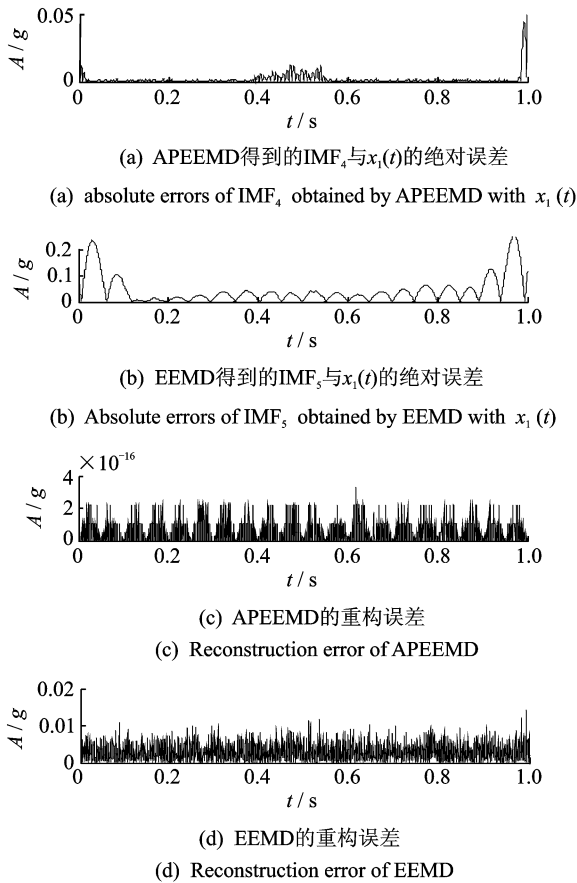 0.05
A / g
0
0 0.2 0.4 0.6 0.8 1.0
t / s
(a) APEEMD得到的IMF₄与x₁(t)的绝对误差
(a) absolute errors of IMF₄ obtained by APEEMD with x₁ (t)
0.2
0.1
A / g
0
0 0.2 0.4 0.6 0.8 1.0
t / s
(b) EEMD得到的IMF₅与x₁(t)的绝对误差
(b) Absolute errors of IMF₅ obtained by EEMD with x₁ (t)
×10⁻¹⁶
4
2
A / g
0
0 0.2 0.4 0.6 0.8 1.0
t / s
(c) APEEMD的重构误差
(c) Reconstruction error of APEEMD
0.02
0.01
A / g
0
0 0.2 0.4 0.6 0.8 1.0
t / s
(d) EEMD的重构误差
(d) Reconstruction error of EEMD